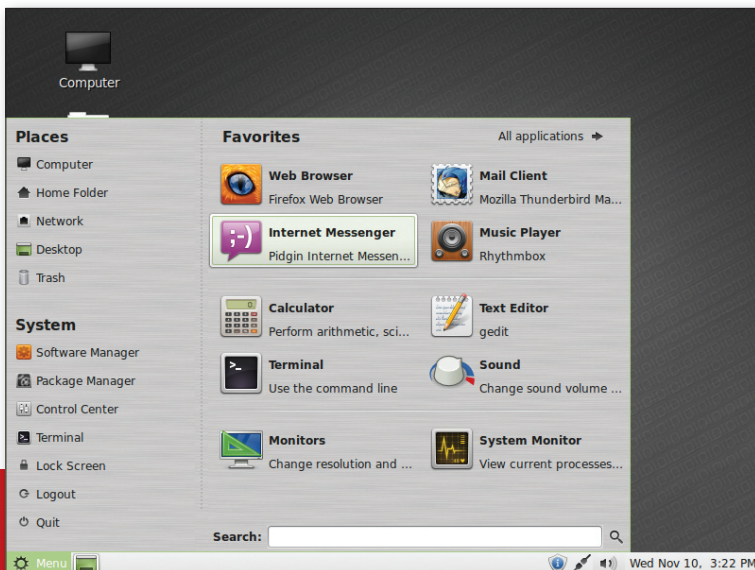 Computer
Places
Computer
Home Folder
Network
Desktop
Trash
System
Software Manager
Package Manager
Control Center
Terminal
Lock Screen
Logout
Quit
Favorites
All applications
Web Browser
Firefox Web Browser
Mail Client
Mozilla Thunderbird Ma...
Internet Messenger
Pidgin Internet Messen...
Music Player
Rhythmbox
Calculator
Perform arithmetic, sci...
Text Editor
gedit
Terminal
Use the command line
Sound
Change sound volume ...
Monitors
Change resolution and ...
System Monitor
View current processes...
Search:
Menu
Wed Nov 10, 3:22 PM